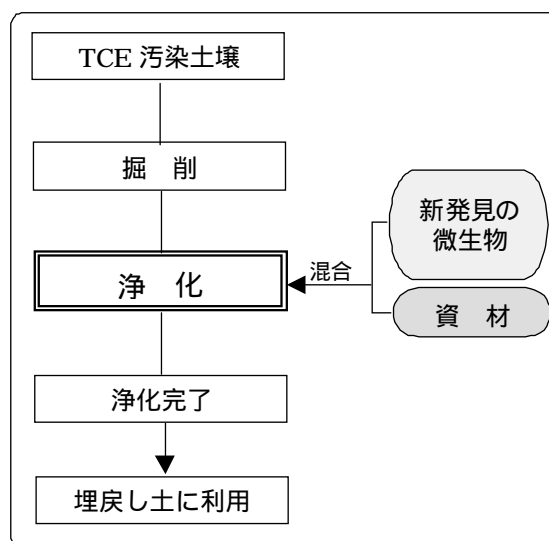 TCE 汚染土壌
掘　削
新発見の
微生物
混合
浄　化
資　材
浄化完了
埋戻し土に利用